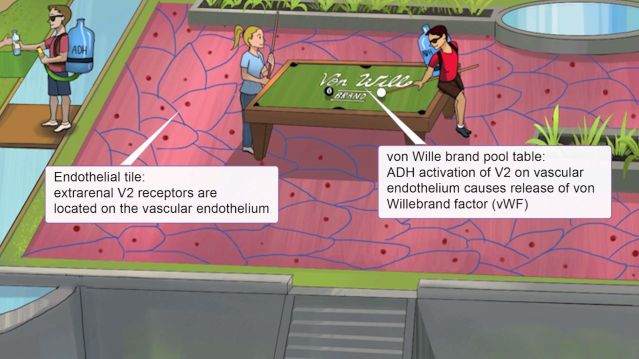 ADH
ADH
Von Wille
BRAND
8
Endothelial tile:
extrarenal V2 receptors are
located on the vascular endothelium
von Wille brand pool table:
ADH activation of V2 on vascular
endothelium causes release of von
Willebrand factor (vWF)